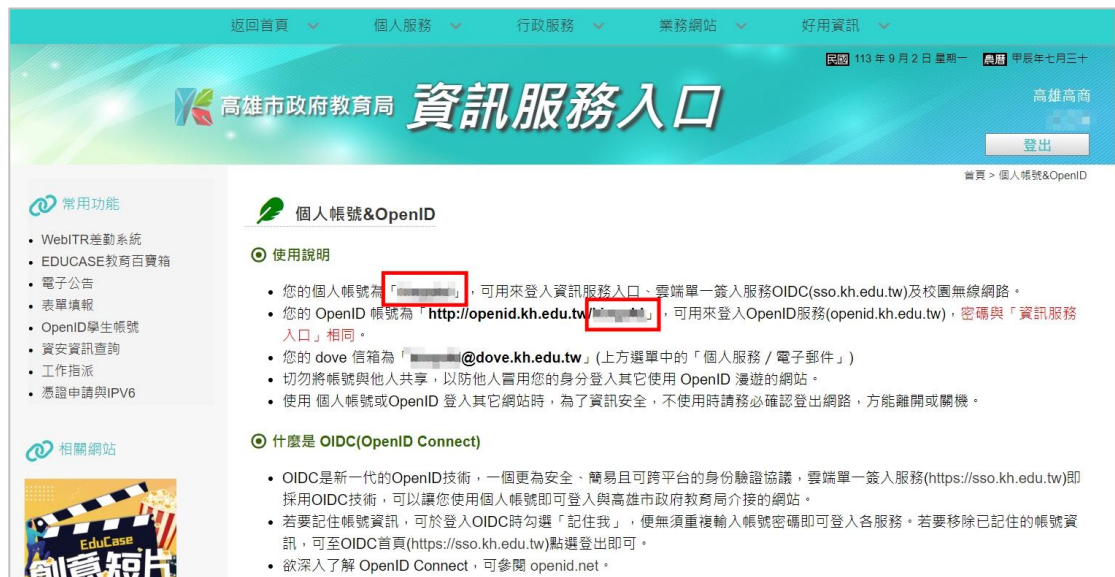 返回首頁 個人服務 行政服務 業務網站 好用資訊
民國 113 年 9 月 2 日 星期一 農曆 甲辰年七月三十
高雄市政府教育局 資訊服務入口
高雄高商
登出
首頁 > 個人帳號&OpenID
常用功能
WebITR差勤系統
EDUCASE教育百寶箱
電子公告
表單填報
OpenID學生帳號
資安資訊查詢
工作指派
憑證申請與IPV6
相關網站
EduCase
創意短片
個人帳號&OpenID
使用說明
您的個人帳號為「」，可用來登入資訊服務入口、雲端單一簽入服務OIDC(sso.kh.edu.tw)及校園無線網路。
您的 OpenID 帳號為「http://openid.kh.edu.tw/」，可用來登入OpenID服務(openid.kh.edu.tw)，密碼與「資訊服務
入口」相同。
您的 dove 信箱為「@dove.kh.edu.tw」(上方選單中的「個人服務 / 電子郵件」)
切勿將帳號與他人共享，以防他人冒用您的身分登入其它使用 OpenID 漫遊的網站。
使用 個人帳號或OpenID 登入其它網站時，為了資訊安全，不使用時請務必確認登出網路，方能離開或關機。
什麼是 OIDC(OpenID Connect)
OIDC是新一代的OpenID技術，一個更為安全、簡易且可跨平台的身份驗證協議，雲端單一簽入服務(https://sso.kh.edu.tw)即
採用OIDC技術，可以讓您使用個人帳號即可登入與高雄市政府教育局介接的網站。
若要記住帳號資訊，可於登入OIDC時勾選「記住我」，便無須重複輸入帳號密碼即可登入各服務。若要移除已記住的帳號資
訊，可至OIDC首頁(https://sso.kh.edu.tw)點選登出即可。
欲深入了解 OpenID Connect，可參閱 openid.net。